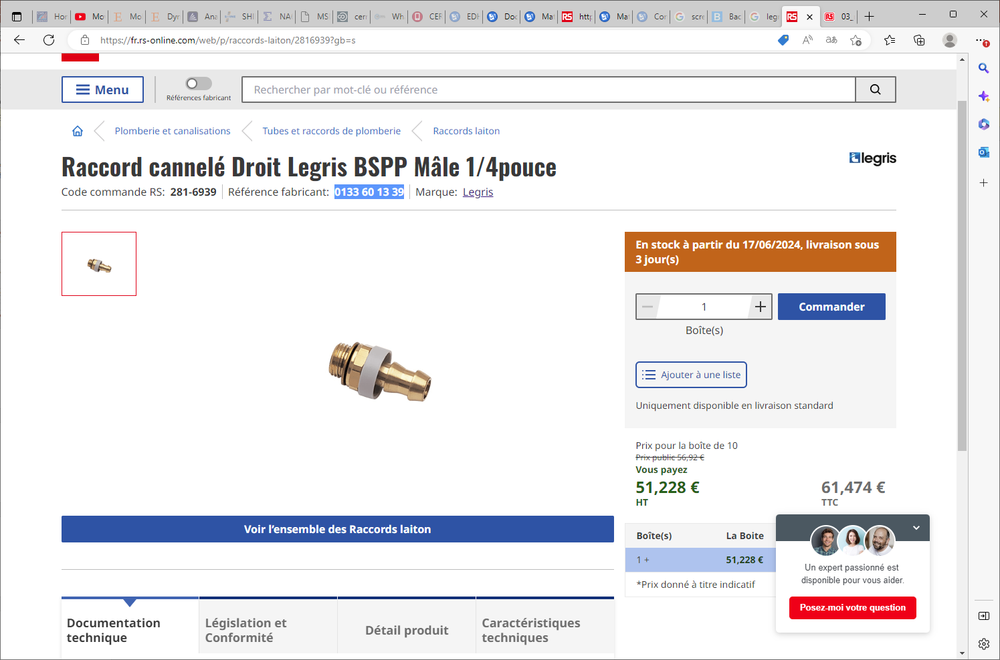 Hor
Mo
Mo
Dyr
Ana
SHI
NA
MS
cerr
Wh
CEF
EDI
Doc
Mat
http
Mat
Cor
scre
Bac
legr
03_
https://fr.rs-online.com/web/p/raccords-laiton/2816939?gb=s
Menu
Références fabricant
Rechercher par mot-clé ou référence
Plomberie et canalisations
Tubes et raccords de plomberie
Raccords laiton
Raccord cannelé Droit Legris BSPP Mâle 1/4pouce
legris
Code commande RS: 281-6939 Référence fabricant: 0133 60 13 39 Marque: Legris
En stock à partir du 17/06/2024, livraison sous
3 jour(s)
1
Commander
Boîte(s)
Ajouter à une liste
Uniquement disponible en livraison standard
Prix pour la boîte de 10
Prix public 56,92 €
Vous payez
51,228 €
61,474 €
HT
TTC
Voir l’ensemble des Raccords laiton
Boîte(s) La Boite
1 + 51,228 €
*Prix donné à titre indicatif
Un expert passionné est
disponible pour vous aider.
Posez-moi votre question
Documentation
technique
Législation et
Conformité
Détail produit
Caractéristiques
techniques